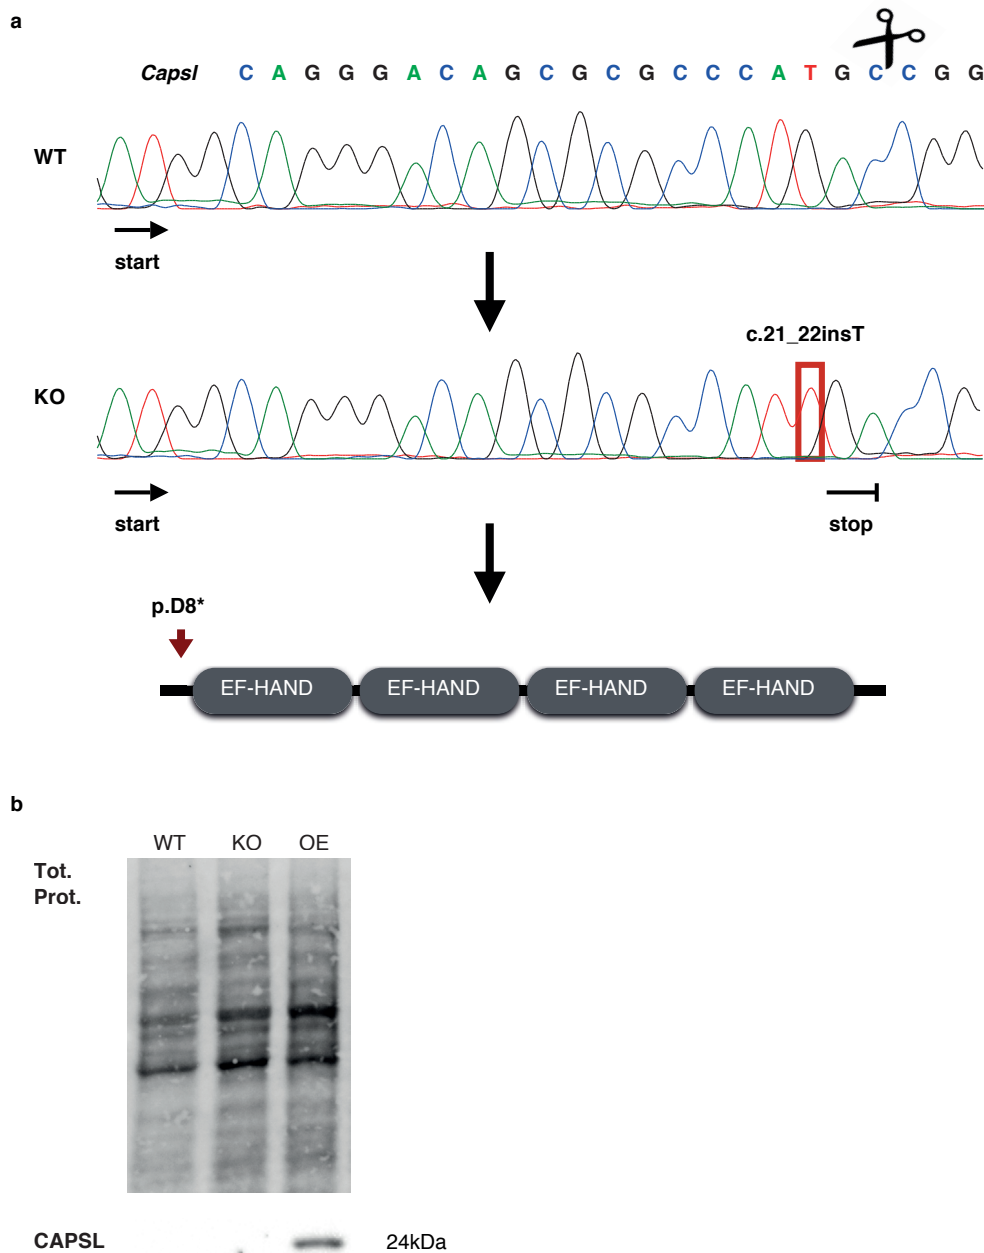 a
Capsl C A G G G A C A G C G C G C C C A T G C C G G
WT
start
c.21_22insT
KO
start
stop
p.D8*
EF-HAND EF-HAND EF-HAND EF-HAND
b
WT KO OE
Tot.
Prot.
CAPSL 24kDa